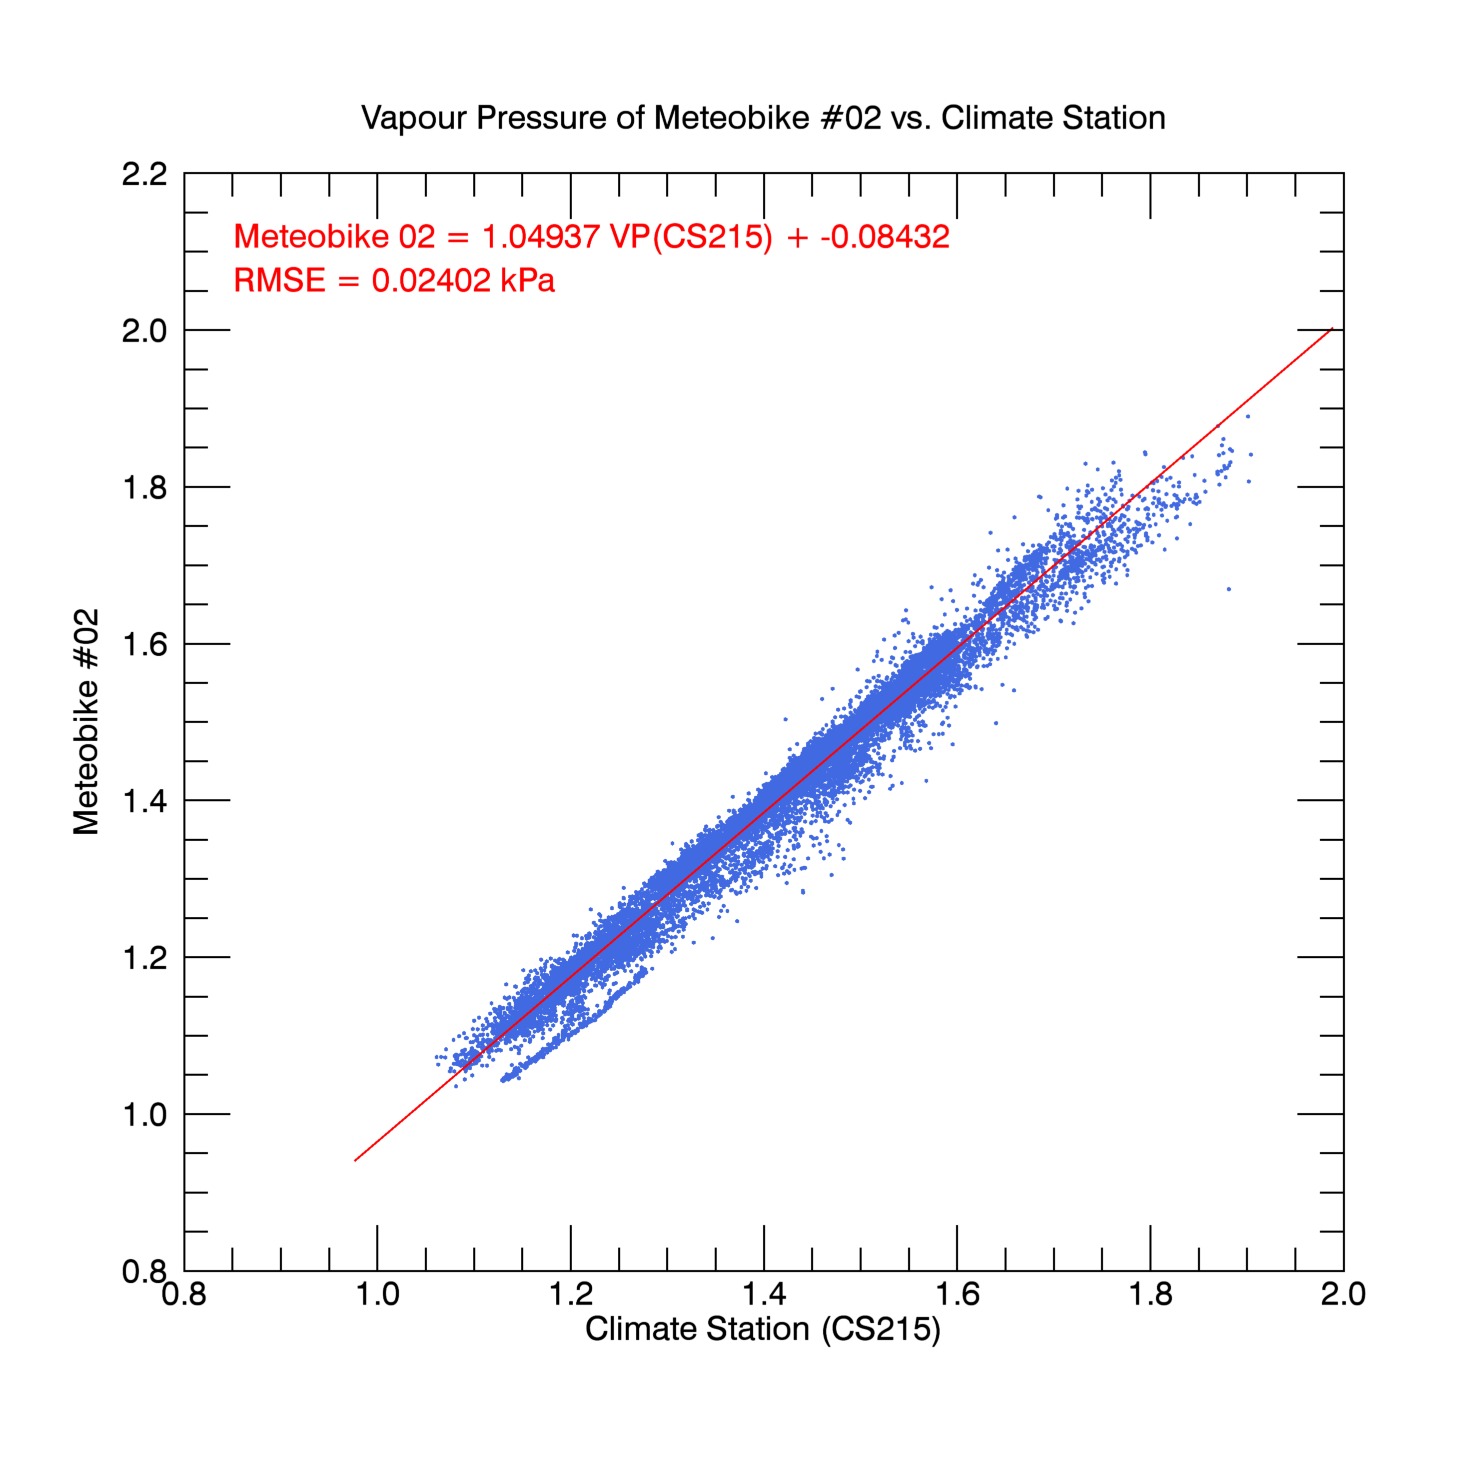 Vapour Pressure of Meteobike #02 vs. Climate Station
2.2
Meteobike 02 = 1.04937 VP(CS215) + -0.08432
RMSE = 0.02402 kPa
2.0
1.8
1.6
Meteobike #02
1.4
1.2
1.0
0.8
0.8 1.0 1.2 1.4 1.6 1.8 2.0
Climate Station (CS215)